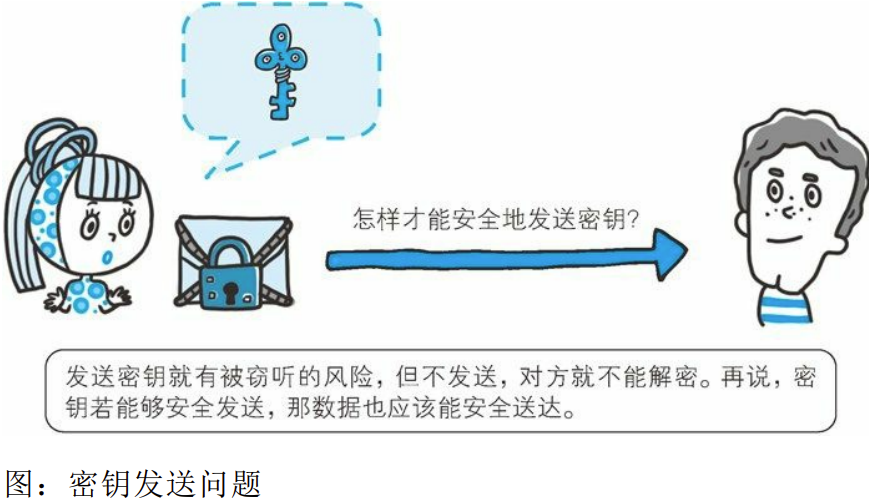 怎样才能安全地发送密钥?
发送密钥就有被窃听的风险，但不发送，对方就不能解密。再说，密
钥若能够安全发送，那数据也应该能安全送达。
图：密钥发送问题